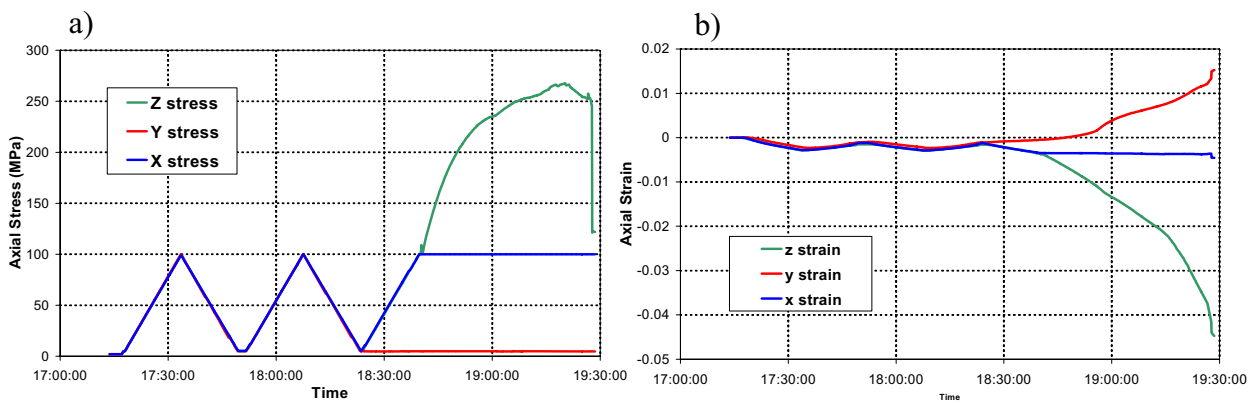 a)
300
250
200
150
100
50
0
Axial Stress (MPa)
Z stress
Y stress
X stress
17:00:00 17:30:00 18:00:00 18:30:00 19:00:00 19:30:00
Time
b)
0.02
0.01
0
-0.01
-0.02
-0.03
-0.04
-0.05
Axial Strain
z strain
y strain
x strain
17:00:00 17:30:00 18:00:00 18:30:00 19:00:00 19:30:00
Time